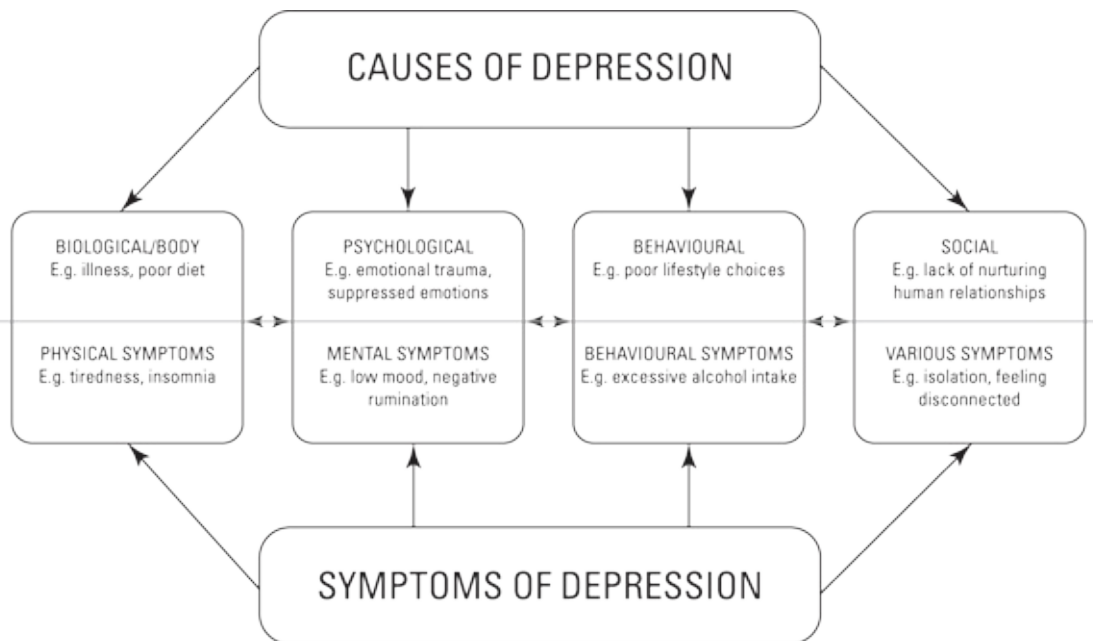 CAUSES OF DEPRESSION
BIOLOGICAL/BODY
E.g. illness, poor diet
PSYCHOLOGICAL
E.g. emotional trauma,
suppressed emotions
BEHAVIOURAL
E.g. poor lifestyle choices
SOCIAL
E.g. lack of nurturing
human relationships
PHYSICAL SYMPTOMS
E.g. tiredness, insomnia
MENTAL SYMPTOMS
E.g. low mood, negative
rumination
BEHAVIOURAL SYMPTOMS
E.g. excessive alcohol intake
VARIOUS SYMPTOMS
E.g. isolation, feeling
disconnected
SYMPTOMS OF DEPRESSION